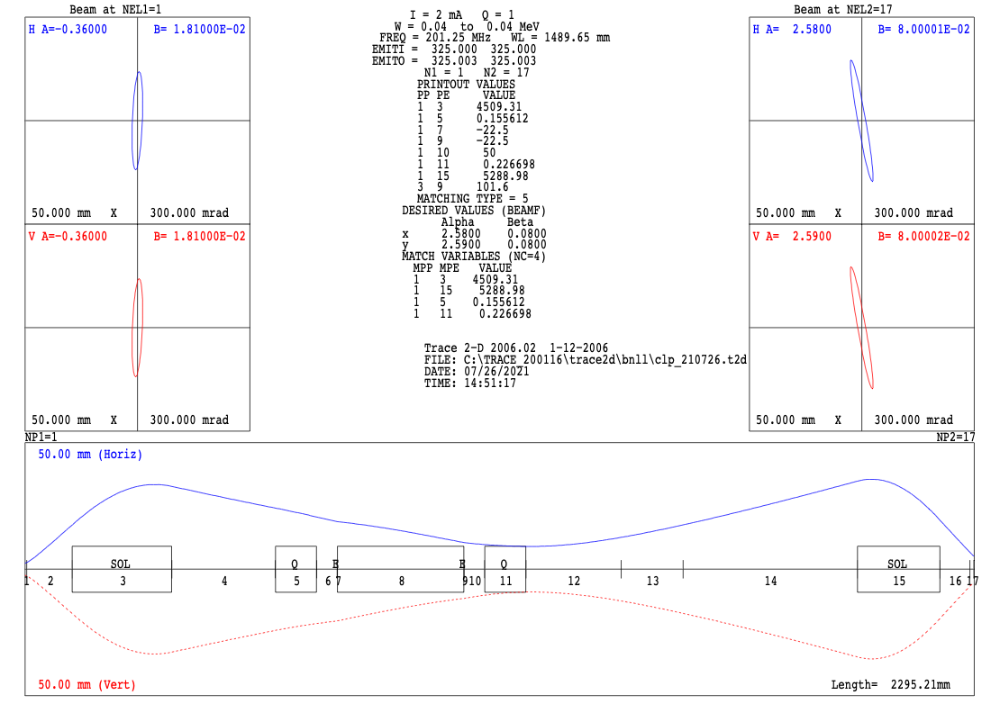 Beam at NEL1=1
H A=-0.36000 B= 1.81000E-02
50.000 mm X 300.000 mrad
V A=-0.36000 B= 1.81000E-02
50.000 mm X 300.000 mrad
NP1=1
I = 2 mA Q = 1
W = 0.04 to 0.04 MeV
FREQ = 201.25 MHz WL = 1489.65 mm
EMITI = 325.000 325.000
EMITO = 325.003 325.003
N1 = 1 N2 = 17
PRINTOUT VALUES
PP PE VALUE
1 3 4509.31
1 5 0.155612
1 7 -22.5
1 9 -22.5
1 10 50
1 11 0.226698
1 15 5288.98
3 9 101.6
MATCHING TYPE = 5
DESIRED VALUES (BEAMF)
Alpha Beta
x 2.5800 0.0800
y 2.5900 0.0800
MATCH VARIABLES (NC=4)
MPP MPE VALUE
1 3 4509.31
1 15 5288.98
1 5 0.155612
1 11 0.226698
Trace 2-D 2006.02 1-12-2006
FILE: C:\TRACE_200116\trace2d\bnll\clp_210726.t2d
DATE: 07/26/2021
TIME: 14:51:17
Beam at NEL2=17
H A= 2.5800 B= 8.00001E-02
50.000 mm X 300.000 mrad
V A= 2.5900 B= 8.00002E-02
50.000 mm X 300.000 mrad
NP2=17
50.00 mm (Horiz)
SOL Q E E Q SOL
1 2 3 4 5 6 7 8 9 10 11 12 13 14 15 16 17
50.00 mm (Vert)
Length= 2295.21mm